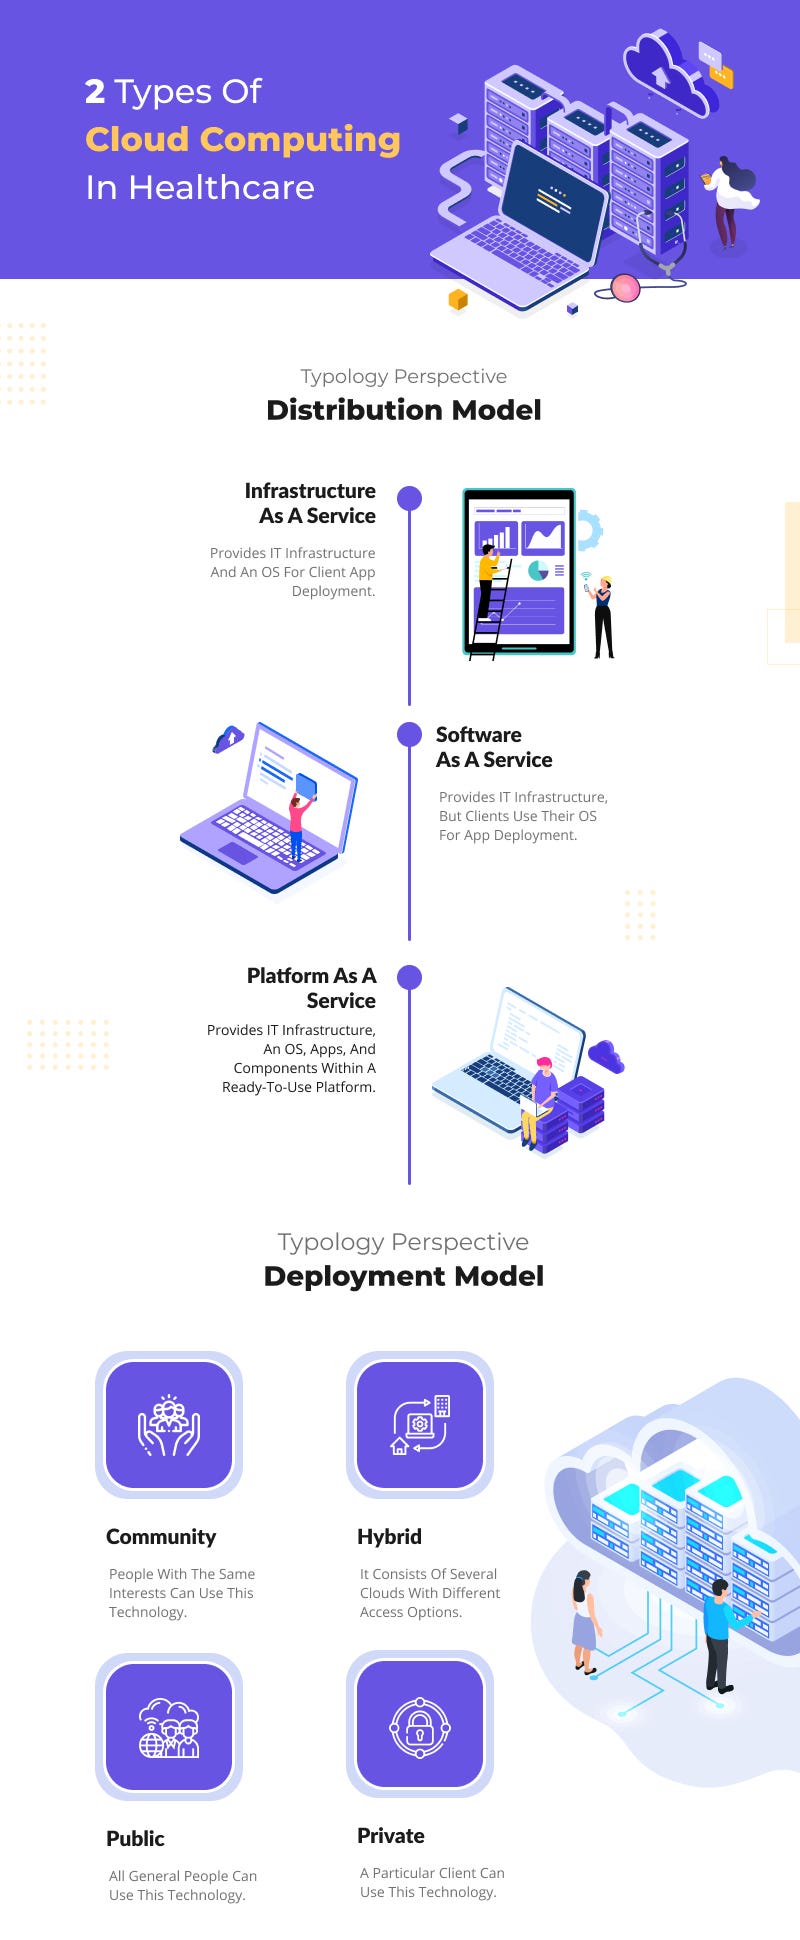 2 Types Of
Cloud Computing
In Healthcare
Typology Perspective
Distribution Model
Infrastructure
As A Service
Provides IT Infrastructure
And An OS For Client App
Deployment.
Software
As A Service
Provides IT Infrastructure,
But Clients Use Their OS
For App Deployment.
Platform As A
Service
Provides IT Infrastructure,
An OS, Apps, And
Components Within A
Ready-To-Use Platform.
Typology Perspective
Deployment Model
Community
People With The Same
Interests Can Use This
Technology.
Hybrid
It Consists Of Several
Clouds With Different
Access Options.
Public
All General People Can
Use This Technology.
Private
A Particular Client Can
Use This Technology.